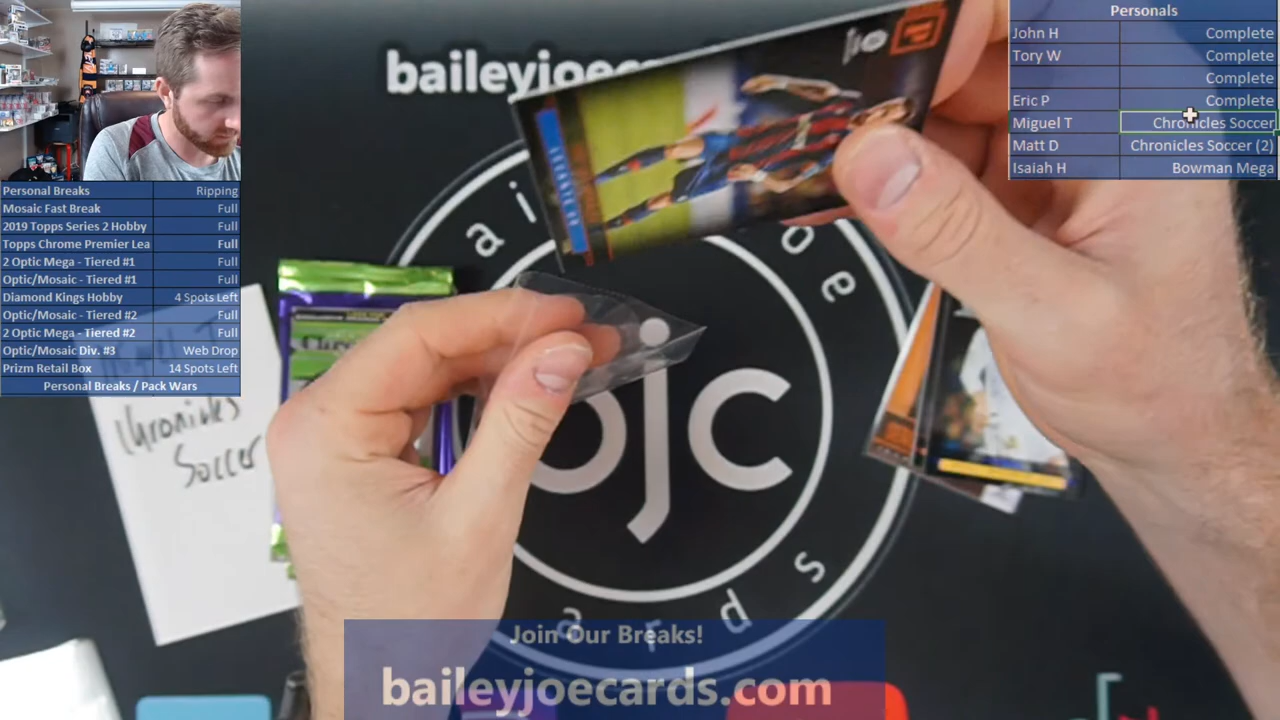 Personals
John H Complete
Tory W Complete
Complete
Eric P Complete
Miguel T Chronicles Soccer
Matt D Chronicles Soccer (2)
Isaiah H Bowman Mega
Personal Breaks Ripping
Mosaic Fast Break Full
2019 Topps Series 2 Hobby Full
Topps Chrome Premier Lea Full
2 Optic Mega - Tiered #1 Full
Optic/Mosaic - Tiered #1 Full
Diamond Kings Hobby 4 Spots Left
Optic/Mosaic - Tiered #2 Full
2 Optic Mega - Tiered #2 Full
Optic/Mosaic Div. #3 Web Drop
Prizm Retail Box 14 Spots Left
Personal Breaks / Pack Wars
baileyjoeca
Chronicles
Soccer
ojc
Join Our Breaks!
baileyjoecards.com